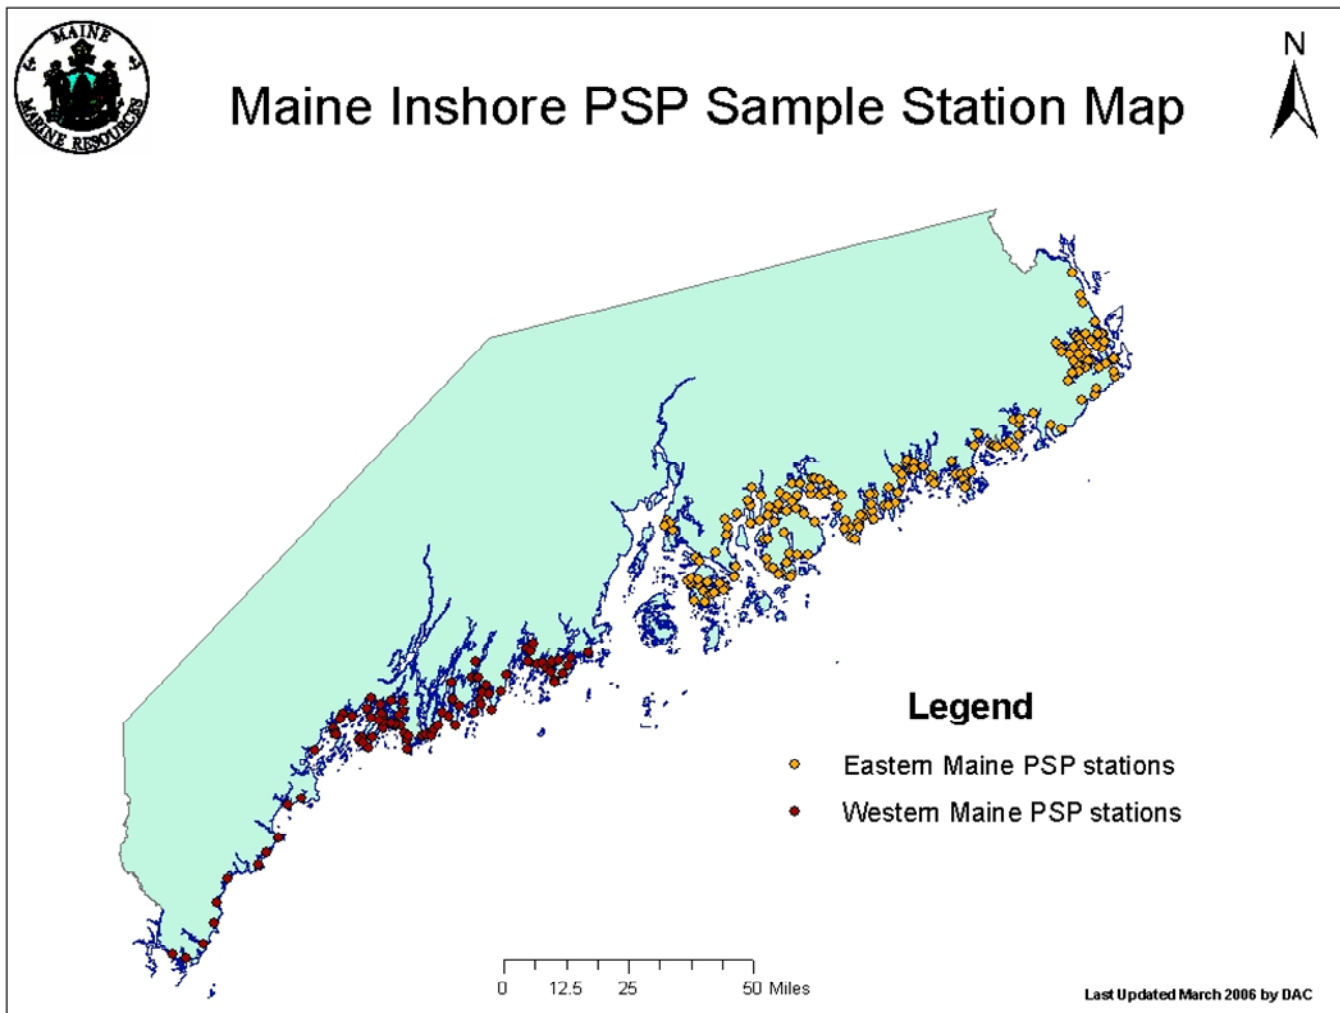 MAINE
MARINE RESOURCES
N
Maine Inshore PSP Sample Station Map
Legend
Eastern Maine PSP stations
Western Maine PSP stations
0 12.5 25 50 Miles
Last Updated March 2006 by DAC